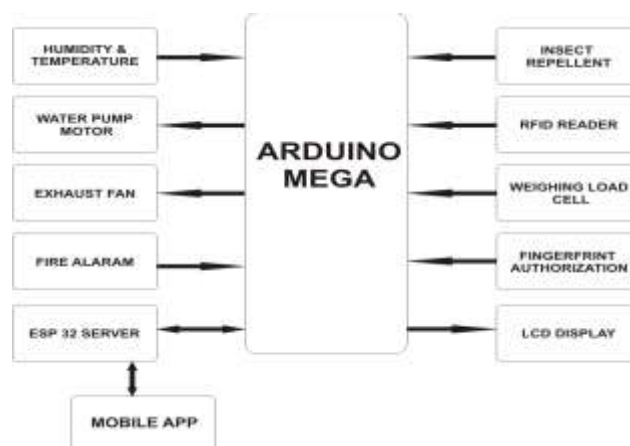 HUMIDITY &
TEMPERATURE
WATER PUMP
MOTOR
EXHAUST FAN
FIRE ALARAM
ESP 32 SERVER
MOBILE APP
ARDUINO
MEGA
INSECT
REPELLENT
RFID READER
WEIGHING LOAD
CELL
FINGERFRINT
AUTHORIZATION
LCD DISPLAY